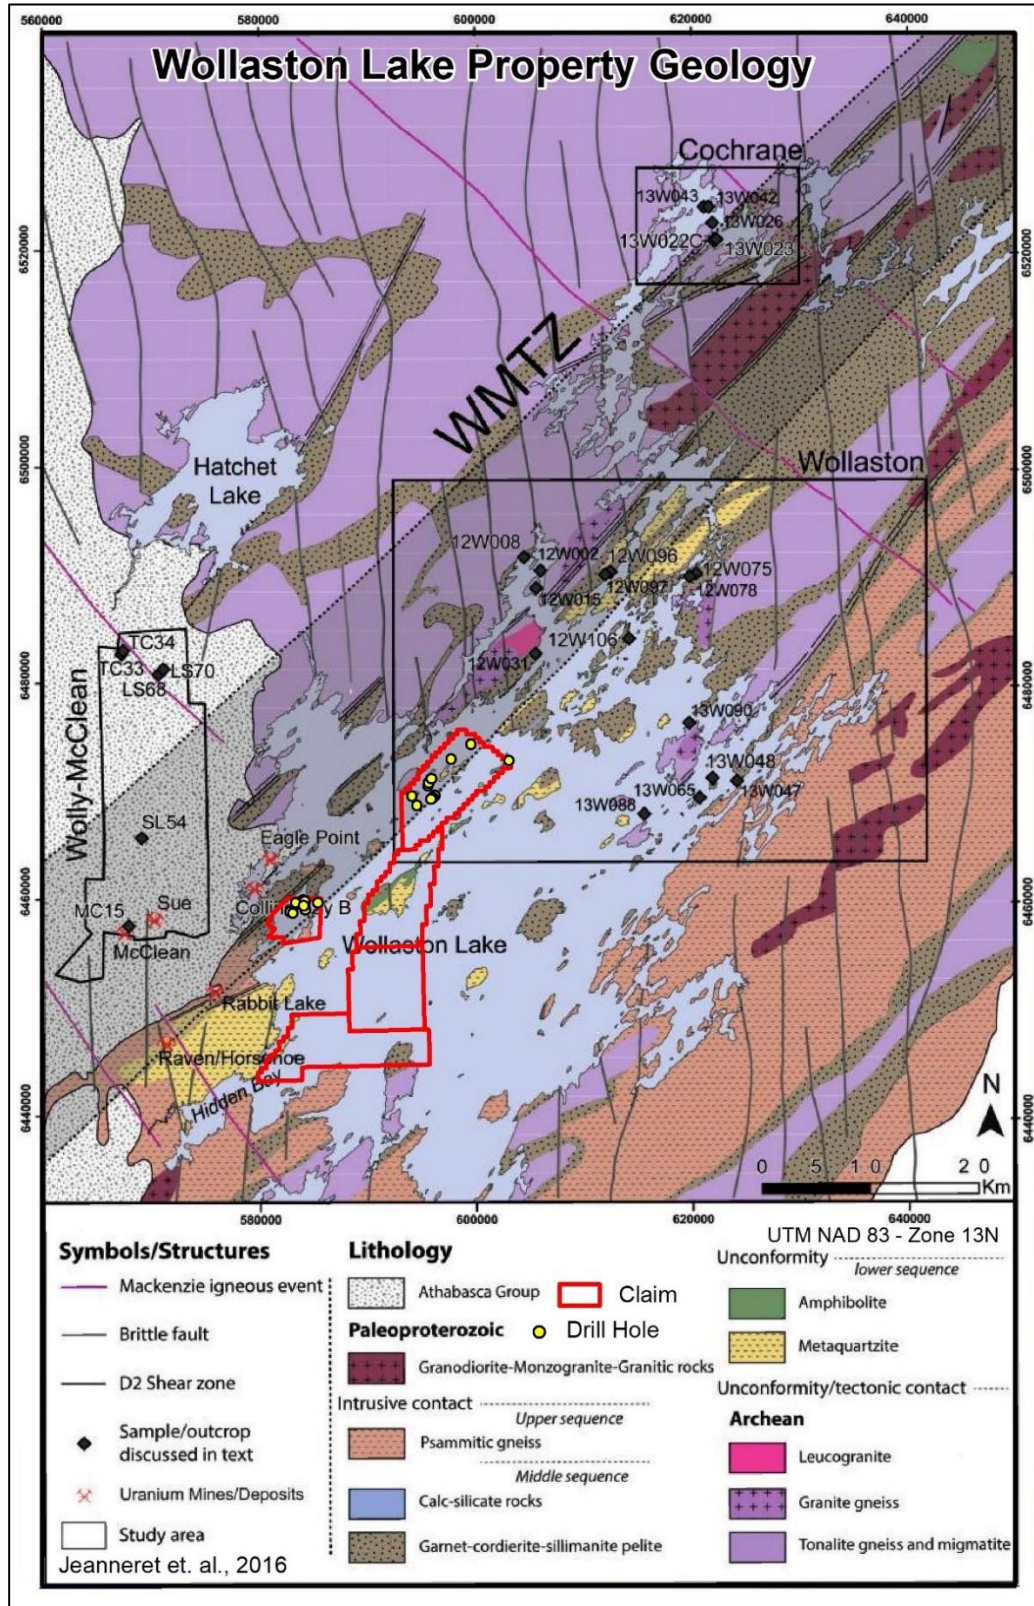 560000
580000
600000
620000
640000
Wollaston Lake Property Geology
Cochrane
13W043
13W042
13W026
13W022C
13W023
6520000
6520000
WMTZ
6500000
6500000
Hatchet
Lake
Wollaston
12W008
12W002
12W096
12W015
12W097
12W075
12W078
12W106
12W031
TC34
TC33
LS70
LS68
6480000
6480000
Wolly-McClean
13W090
13W048
13W065
13W047
13W088
SL54
Eagle Point
MC15
Sue
6460000
6460000
McClean
Wollaston Lake
Rabbit Lake
Raven/Horseshoe
Hidden Bay
6440000
6440000
N
0 5 10 20
Km
580000
600000
620000
640000
UTM NAD 83 - Zone 13N
Symbols/Structures
Mackenzie igneous event
Brittle fault
D2 Shear zone
Sample/outcrop
discussed in text
Uranium Mines/Deposits
Study area
Jeanneret et. al., 2016
Lithology
Athabasca Group
Claim
Paleoproterozoic
Drill Hole
Granodiorite-Monzogranite-Granitic rocks
Intrusive contact
Upper sequence
Psammitic gneiss
Middle sequence
Calc-silicate rocks
Garnet-cordierite-sillimanite pelite
Unconformity
lower sequence
Amphibolite
Metaquartzite
Unconformity/tectonic contact
Archean
Leucogranite
Granite gneiss
Tonalite gneiss and migmatite